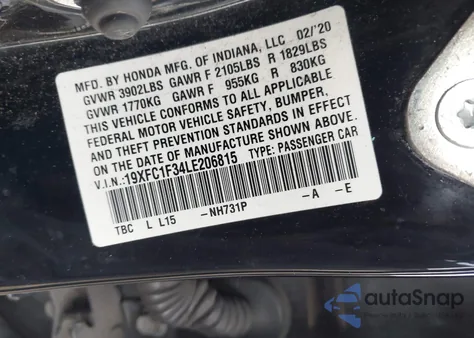 MFD. BY HONDA MFG. OF INDIANA, LLC 02/'20
GVWR 3902LBS GAWR F 2105LBS R 1829LBS
GVWR 1770KG GAWR F 955KG R 830KG
THIS VEHICLE CONFORMS TO ALL APPLICABLE
FEDERAL MOTOR VEHICLE SAFETY, BUMPER,
AND THEFT PREVENTION STANDARDS IN EFFECT
ON THE DATE OF MANUFACTURE SHOWN ABOVE.
V.I.N.:19XFC1F34LE206815 TYPE: PASSENGER CAR
TBC L L15 -NH731P -A -E
autoSnap